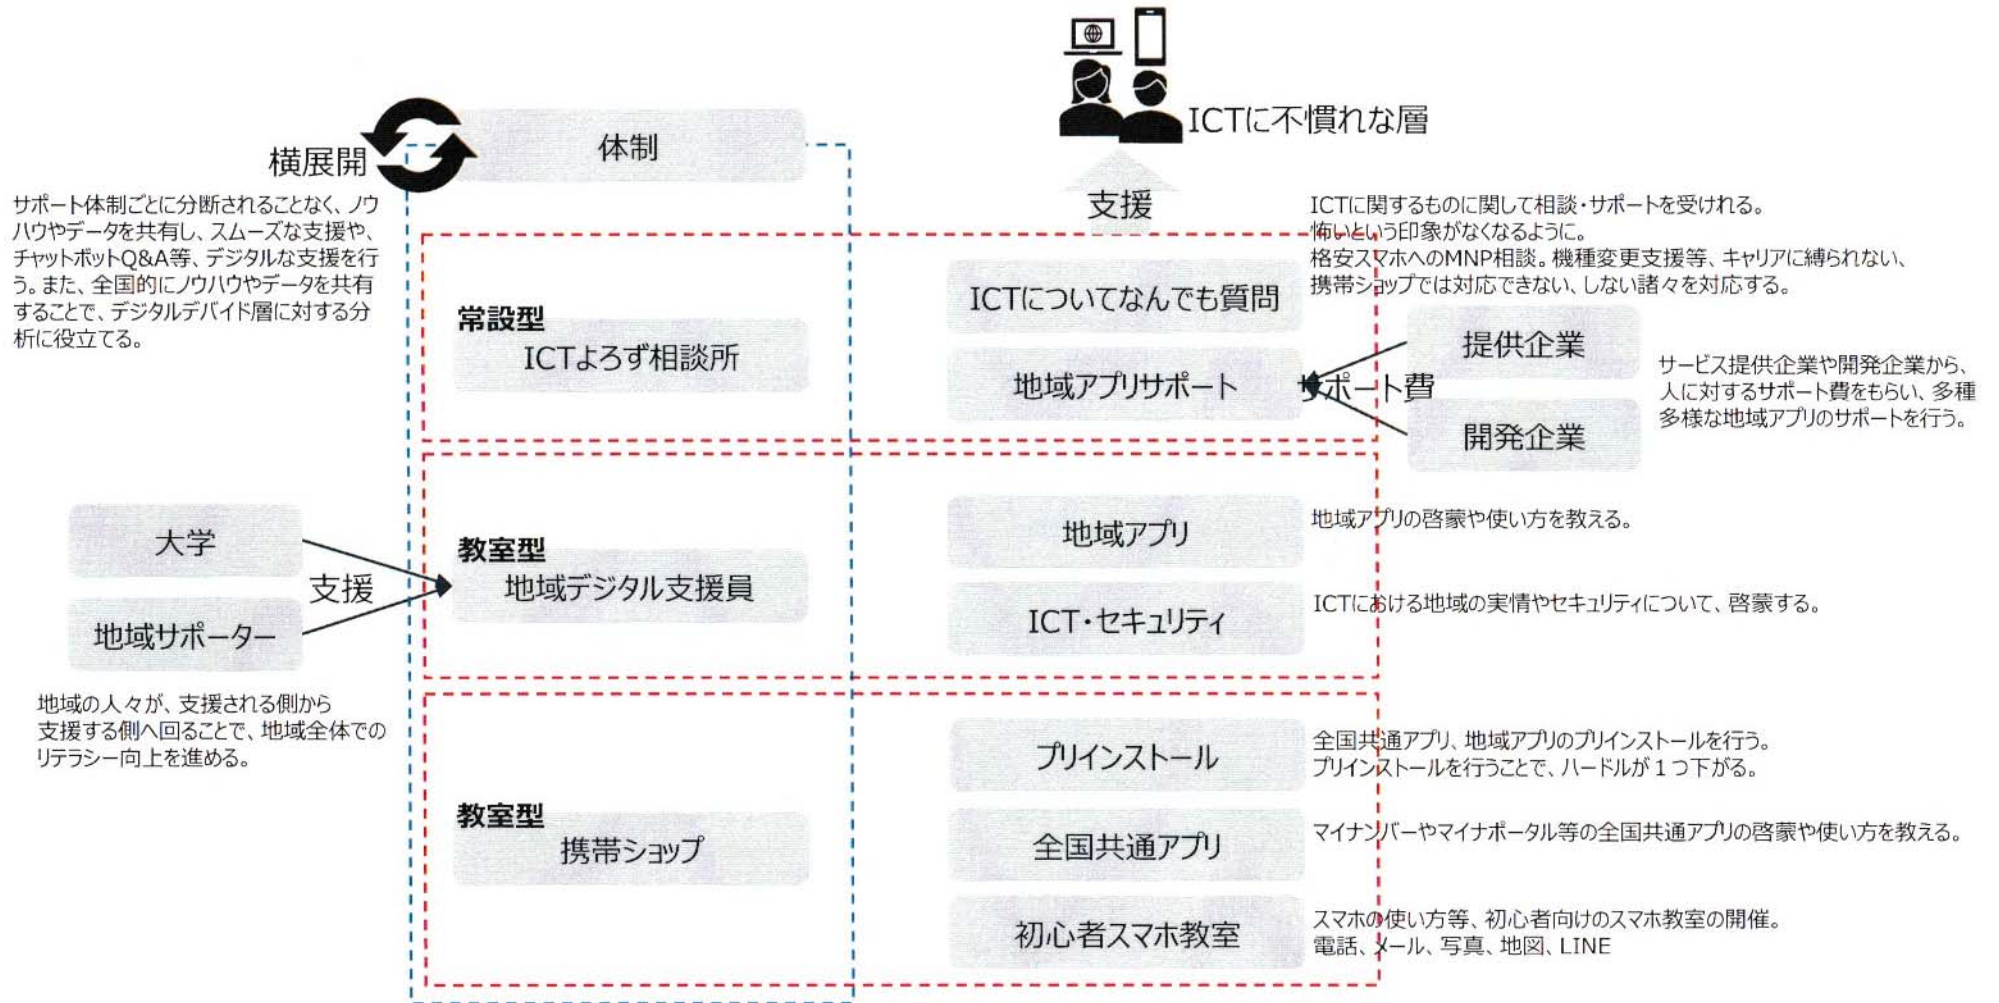 ICTに不慣れな層
横展開
体制
支援
サポート体制ごとに分断されることなく、ノウ
ハウやデータを共有し、スムーズな支援や、
チャットボットQ&A等、デジタルな支援を行
う。また、全国的にノウハウやデータを共有
することで、デジタルデバイド層に対する分
析に役立てる。
ICTに関するものに関して相談・サポートを受けれる。
怖いという印象がなくなるように。
格安スマホへのMNP相談。機種変更支援等、キャリアに縛られない、
携帯ショップでは対応できない、しない諸々を対応する。
常設型
ICTよろず相談所
ICTについてなんでも質問
地域アプリサポート
サポート費
提供企業
開発企業
サービス提供企業や開発企業から、
人に対するサポート費をもらい、多種
多様な地域アプリのサポートを行う。
大学
地域サポーター
支援
地域の人々が、支援される側から
支援する側へ回ることで、地域全体での
リテラシー向上を進める。
教室型
地域デジタル支援員
地域アプリ
地域アプリの啓蒙や使い方を教える。
ICT・セキュリティ
ICTにおける地域の実情やセキュリティについて、啓蒙する。
教室型
携帯ショップ
プリインストール
全国共通アプリ、地域アプリのプリインストールを行う。
プリインストールを行うことで、ハードルが1つ下がる。
全国共通アプリ
マイナンバーやマイナポータル等の全国共通アプリの啓蒙や使い方を教える。
初心者スマホ教室
スマホの使い方等、初心者向けのスマホ教室の開催。
電話、メール、写真、地図、LINE